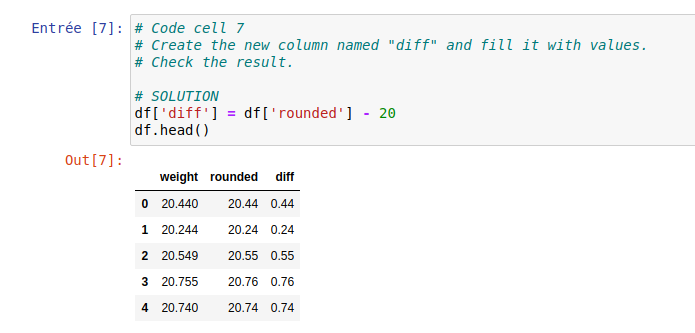 Entrée [7]: # Code cell 7
# Create the new column named "diff" and fill it with values.
# Check the result.
# SOLUTION
df['diff'] = df['rounded'] - 20
df.head()
Out[7]:
weight rounded diff
0 20.440 20.44 0.44
1 20.244 20.24 0.24
2 20.549 20.55 0.55
3 20.755 20.76 0.76
4 20.740 20.74 0.74